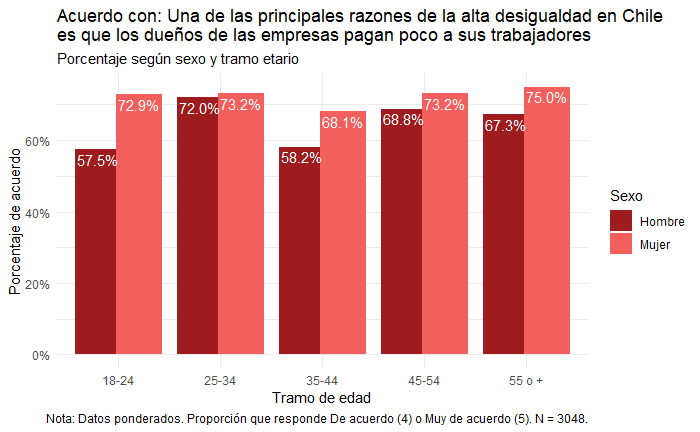 Acuerdo con: Una de las principales razones de la alta desigualdad en Chile
es que los dueños de las empresas pagan poco a sus trabajadores
Porcentaje según sexo y tramo etario
Porcentaje de acuerdo
60%
40%
20%
0%
57.5%
72.9%
72.0%
73.2%
58.2%
68.1%
68.8%
73.2%
67.3%
75.0%
18-24
25-34
35-44
45-54
55 o +
Tramo de edad
Sexo
Hombre
Mujer
Nota: Datos ponderados. Proporción que responde De acuerdo (4) o Muy de acuerdo (5). N = 3048.